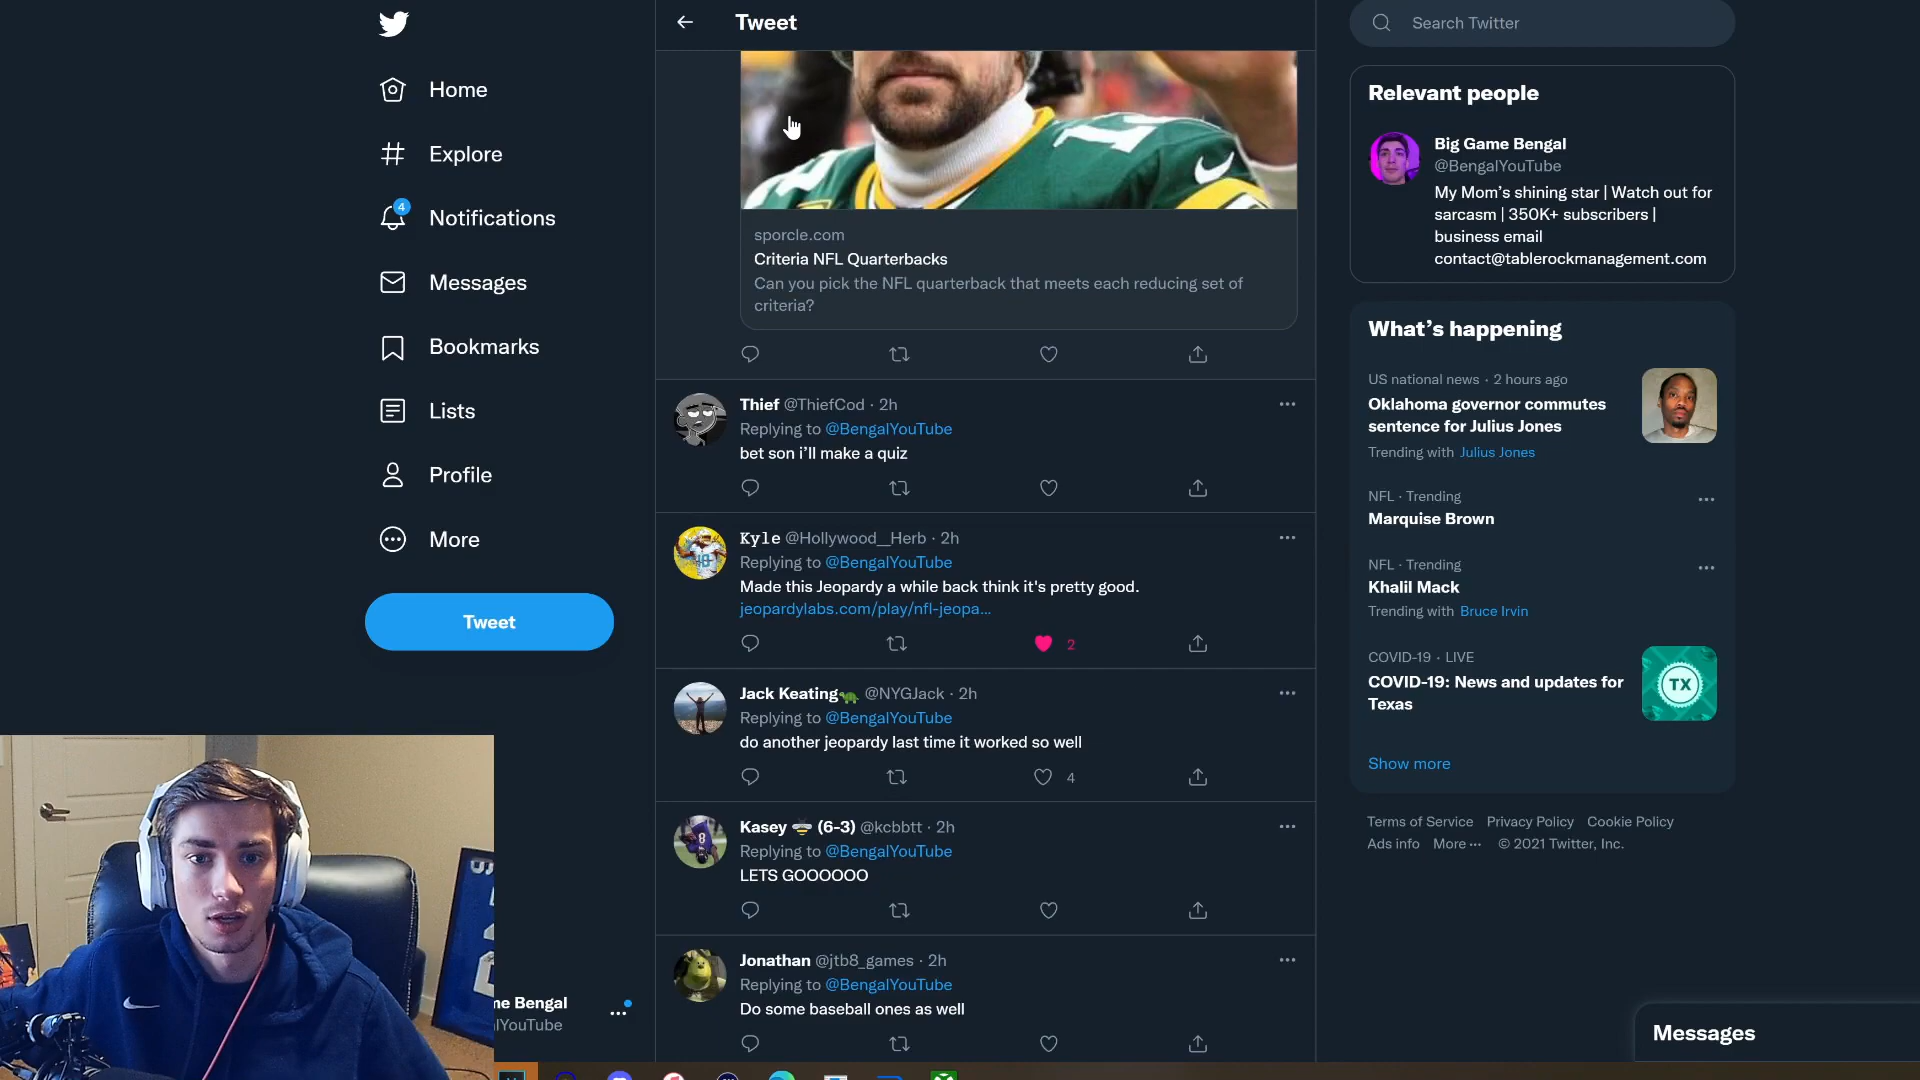 Home
Explore
4
Notifications
Messages
Bookmarks
Lists
Profile
More
Tweet
me Bengal
lYouTube
Tweet
sporcle.com
Criteria NFL Quarterbacks
Can you pick the NFL quarterback that meets each reducing set of
criteria?
Thief @ThiefCod · 2h
Replying to @BengalYouTube
bet son i'll make a quiz
Kyle @Hollywood__Herb · 2h
Replying to @BengalYouTube
Made this Jeopardy a while back think it's pretty good.
jeopardylabs.com/play/nfl-jeopa...
2
Jack Keating🐢 @NYGJack · 2h
Replying to @BengalYouTube
do another jeopardy last time it worked so well
4
Kasey 🐝 (6-3) @kcbbtt · 2h
Replying to @BengalYouTube
LETS GOOOOOO
Jonathan @jtb8_games · 2h
Replying to @BengalYouTube
Do some baseball ones as well
Search Twitter
Relevant people
Big Game Bengal
@BengalYouTube
My Mom's shining star | Watch out for
sarcasm | 350K+ subscribers |
business email
contact@tablerockmanagement.com
What's happening
US national news · 2 hours ago
Oklahoma governor commutes
sentence for Julius Jones
Trending with Julius Jones
NFL · Trending
Marquise Brown
NFL · Trending
Khalil Mack
Trending with Bruce Irvin
COVID-19 · LIVE
COVID-19: News and updates for
Texas
TX
Show more
Terms of Service Privacy Policy Cookie Policy
Ads info More ··· © 2021 Twitter, Inc.
Messages